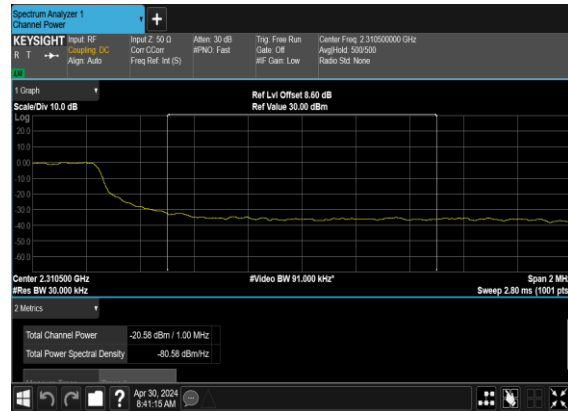 Spectrum Analyzer 1
Channel Power
+
KEYSIGHT
R T
LW
Input: RF
Coupling: DC
Align: Auto
Input Z: 50 Ω
Corr CCorr
Freq Ref: Int (S)
Atten: 30 dB
#PNO: Fast
Trig: Free Run
Gate: Off
#IF Gain: Low
Center Freq: 2.310500000 GHz
Avg|Hold: 500/500
Radio Std: None
1 Graph
Scale/Div 10.0 dB
Ref Lvl Offset 8.60 dB
Ref Value 30.00 dBm
Log
20.0
10.0
0.00
-10.0
-20.0
-30.0
-40.0
-50.0
-60.0
Center 2.310500 GHz
#Res BW 30.000 kHz
#Video BW 91.000 kHz*
Span 2 MHz
Sweep 2.80 ms (1001 pts
2 Metrics
Total Channel Power -20.58 dBm / 1.00 MHz
Total Power Spectral Density -80.58 dBm/Hz
?
Apr 30, 2024
8:41:15 AM